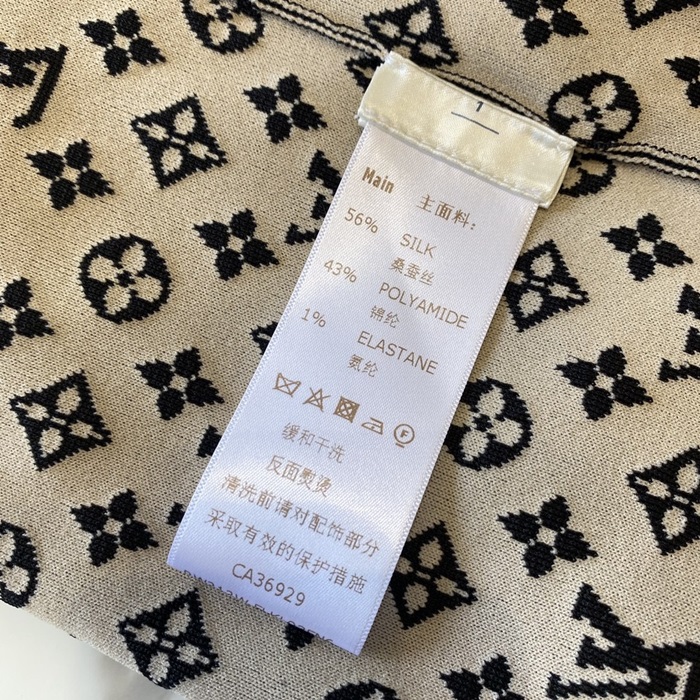 1
Main 主面料:
56% SILK
桑蚕丝
43% POLYAMIDE
锦纶
1% ELASTANE
氨纶
F
缓和干洗
反面熨烫
清洗前请对配饰部分
采取有效的保护措施
CA36929